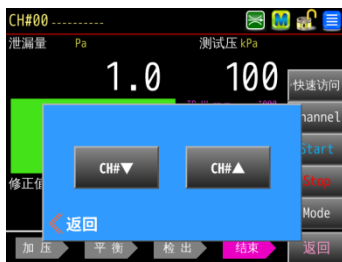 CH#00 ----------
M
泄漏量 Pa 测试压 kPa
1.0 100
快速访问
hannel
CH#▼ CH#▲
Start
修正值
Stop
Mode
返回
加压 平衡 检出 结束 返回